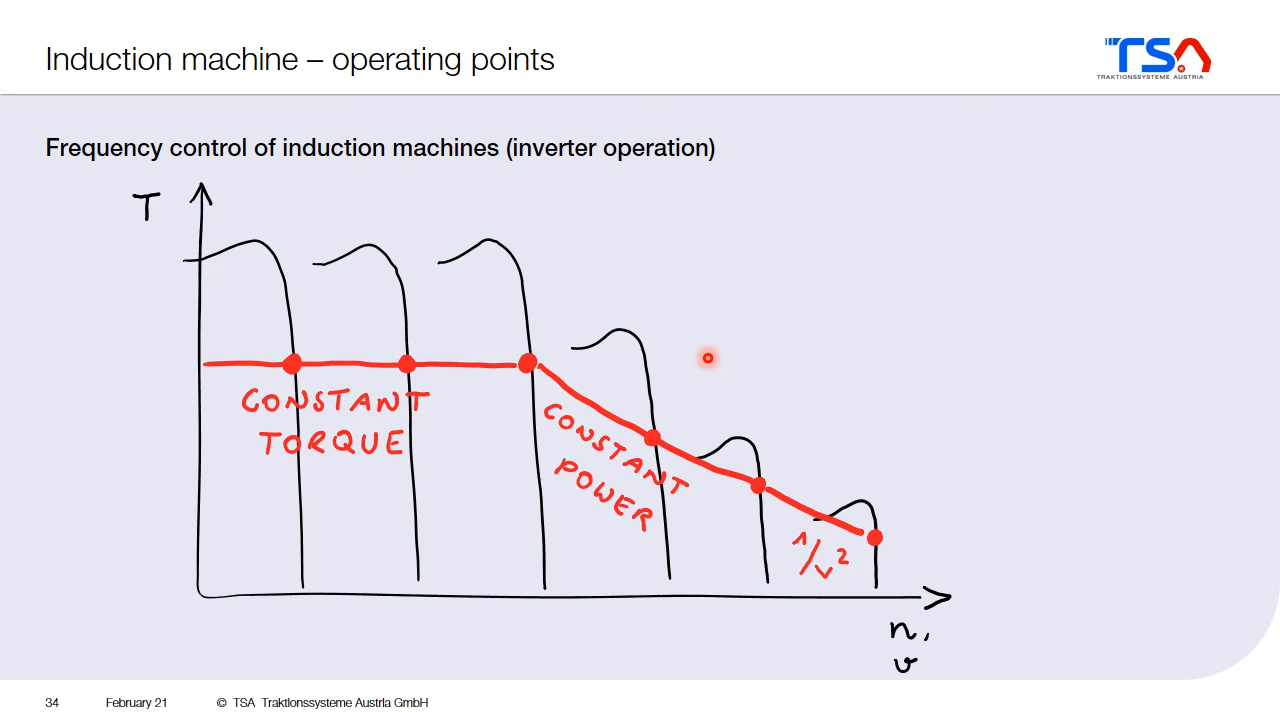 Induction machine – operating points
TSA
TRAKTIONSSYSTEME AUSTRIA
Frequency control of induction machines (inverter operation)
T
CONSTANT
TORQUE
CONSTANT
POWER
1/v²
n,
v
34 February 21 © TSA Traktionssysteme Austria GmbH